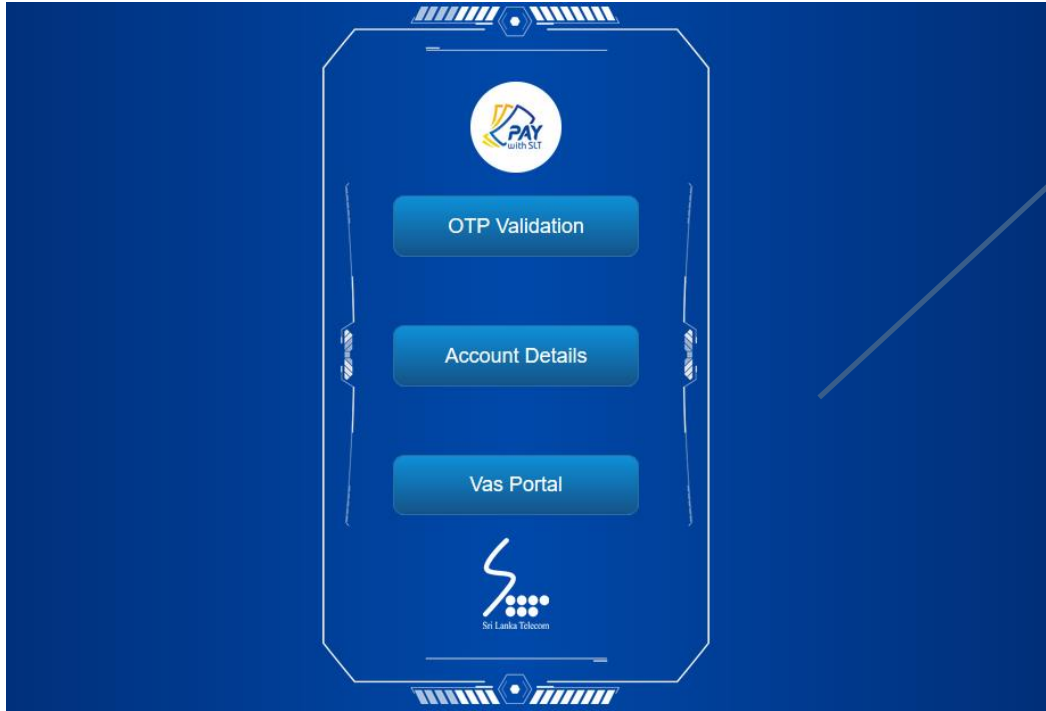 PAY
with SLT
OTP Validation
Account Details
Vas Portal
Sri Lanka Telecom